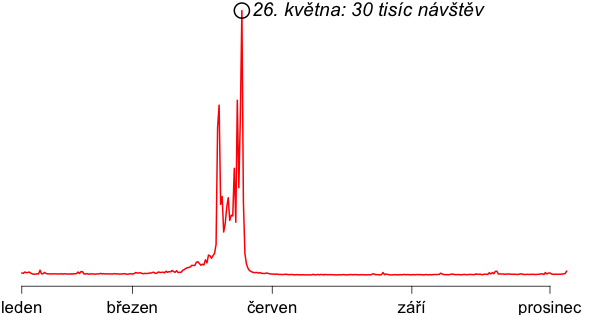 26. května: 30 tisíc návštěv
leden březen červen září prosinec